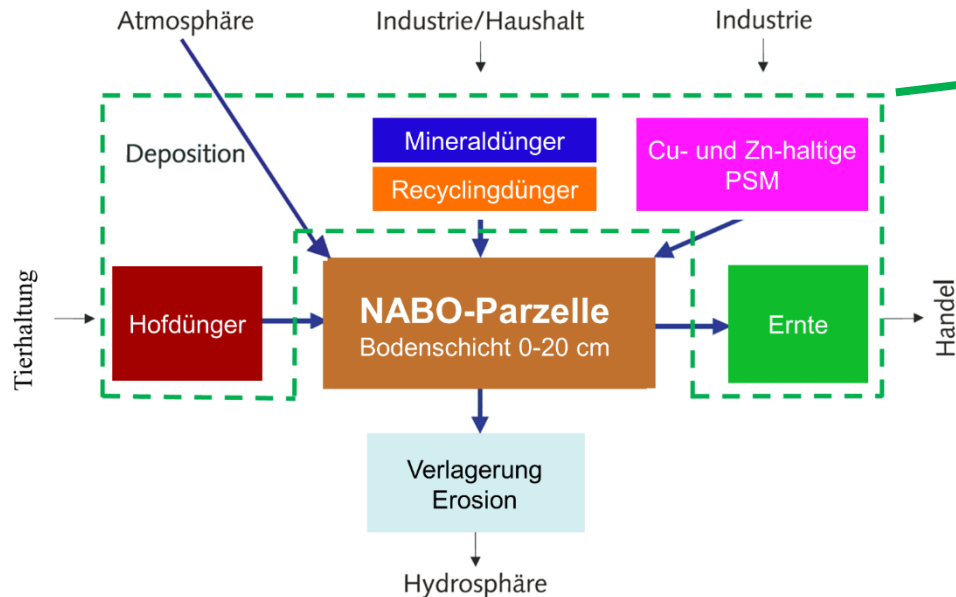 Atmosphäre
Industrie/Haushalt
Industrie
Deposition
Mineraldünger
Recyclingdünger
Cu- und Zn-haltige
PSM
Tierhaltung
Hofdünger
NABO-Parzelle
Bodenschicht 0-20 cm
Ernte
Handel
Verlagerung
Erosion
Hydrosphäre